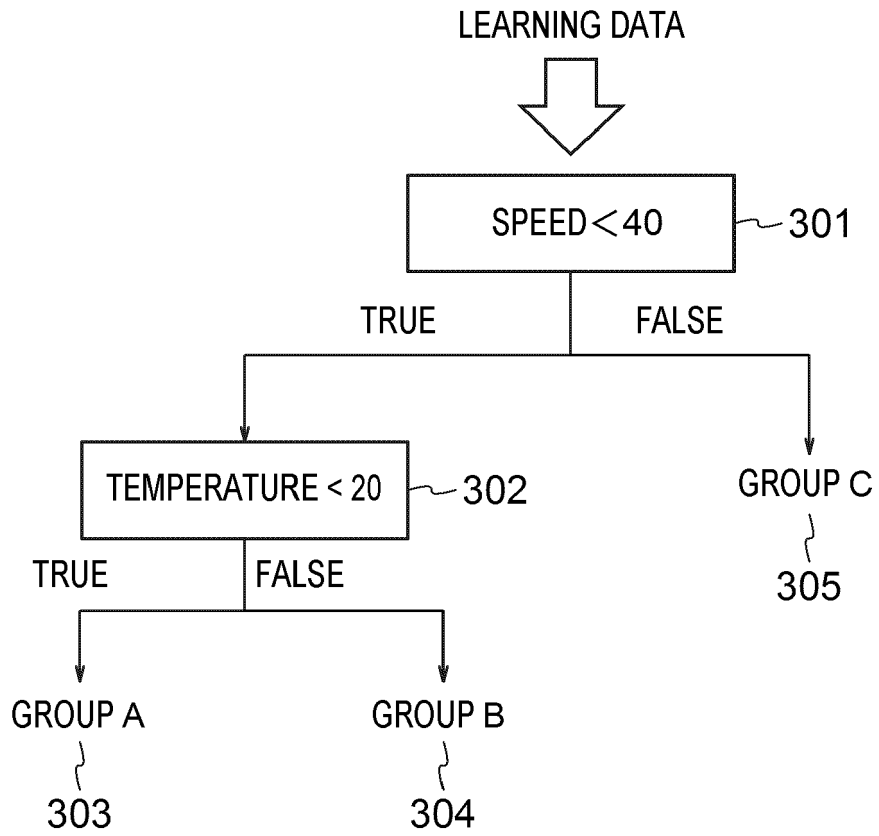 LEARNING DATA
SPEED<40
301
TRUE
FALSE
TEMPERATURE < 20
302
GROUP C
305
TRUE
FALSE
GROUP A
GROUP B
303
304